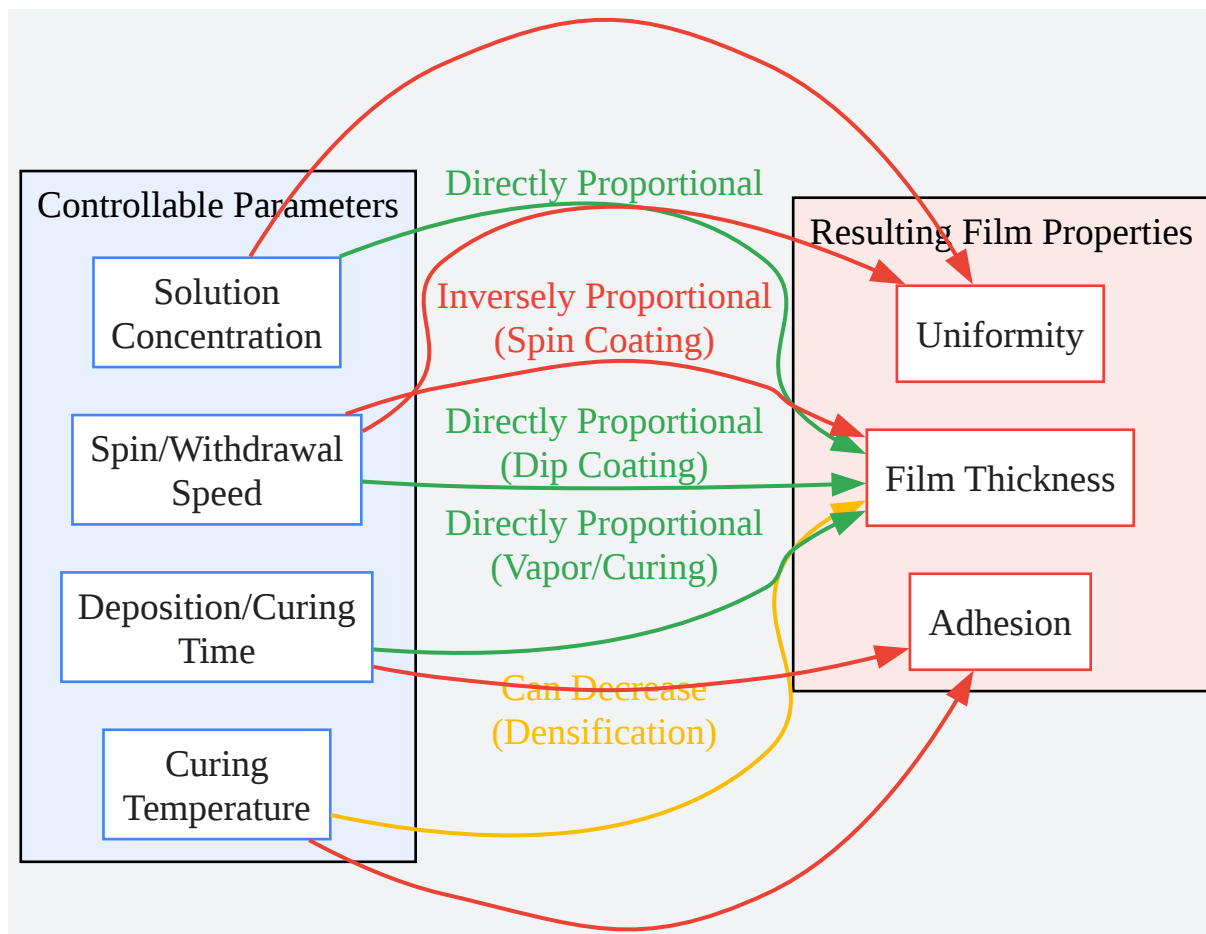 Controllable Parameters
Solution
Concentration
Spin/Withdrawal
Speed
Deposition/Curing
Time
Curing
Temperature
Directly Proportional
Inversely Proportional
(Spin Coating)
Directly Proportional
(Dip Coating)
Directly Proportional
(Vapor/Curing)
Can Decrease
(Densification)
Resulting Film Properties
Uniformity
Film Thickness
Adhesion